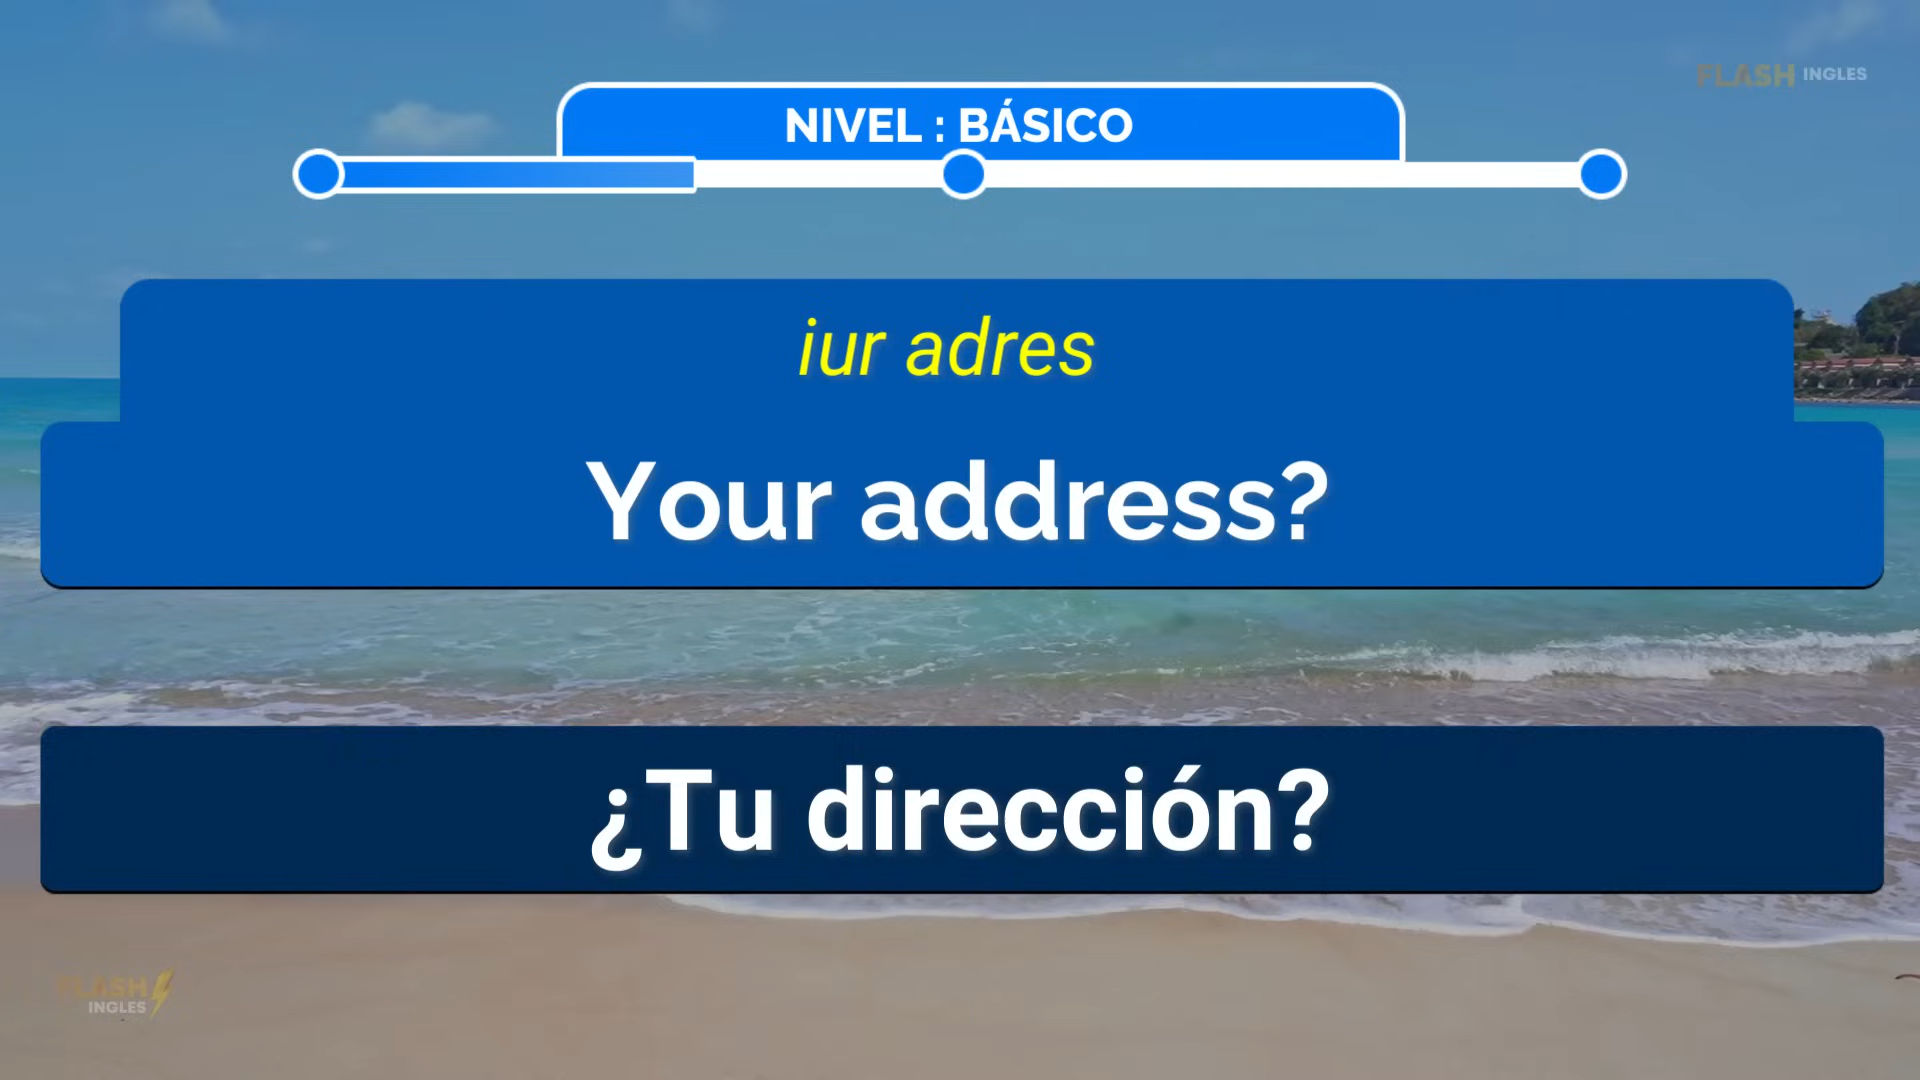 FLASH INGLES
NIVEL : BÁSICO
iur adres
Your address?
¿Tu dirección?
FLASH
INGLES